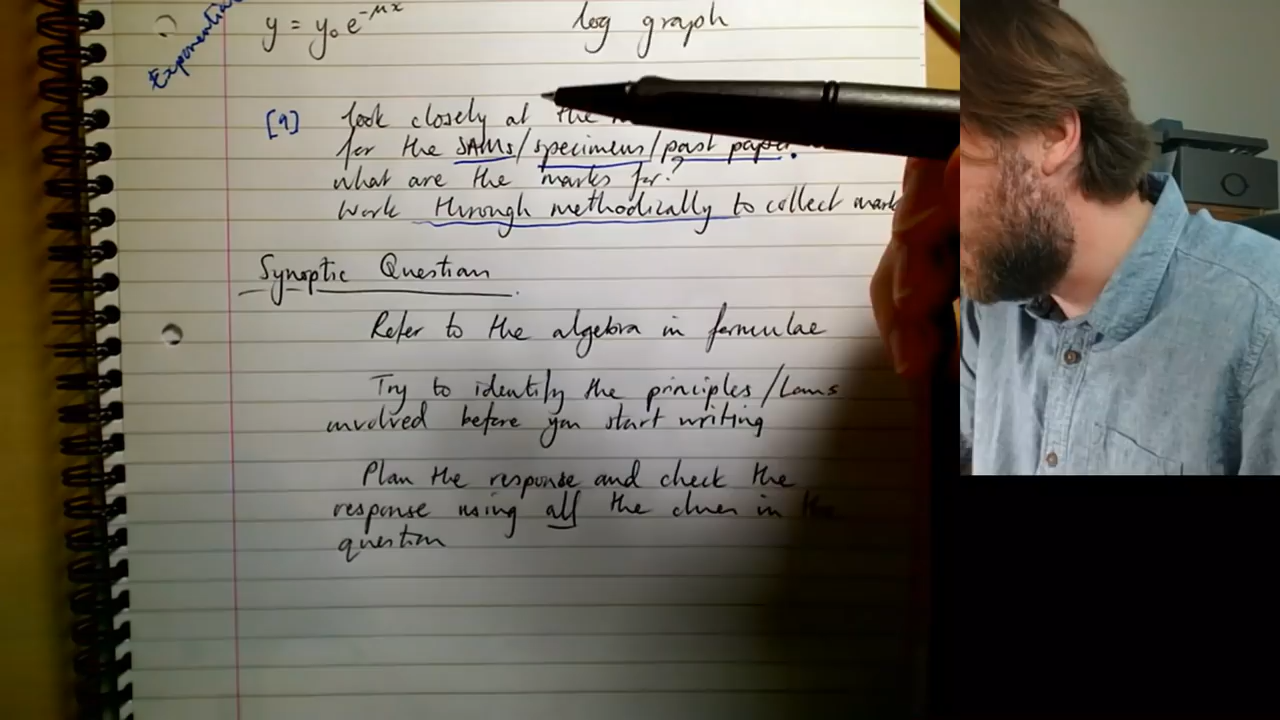 Exponential
y = y₀ e^-μx log graph
[9] Look closely at the
for the SAMs/specimens/past paper.
what are the marks for?
Work through methodically to collect mark
Synoptic Question
Refer to the algebra in formulae
Try to identify the principles/Laws
involved before you start writing
Plan the response and check the
response using all the clues in the
question